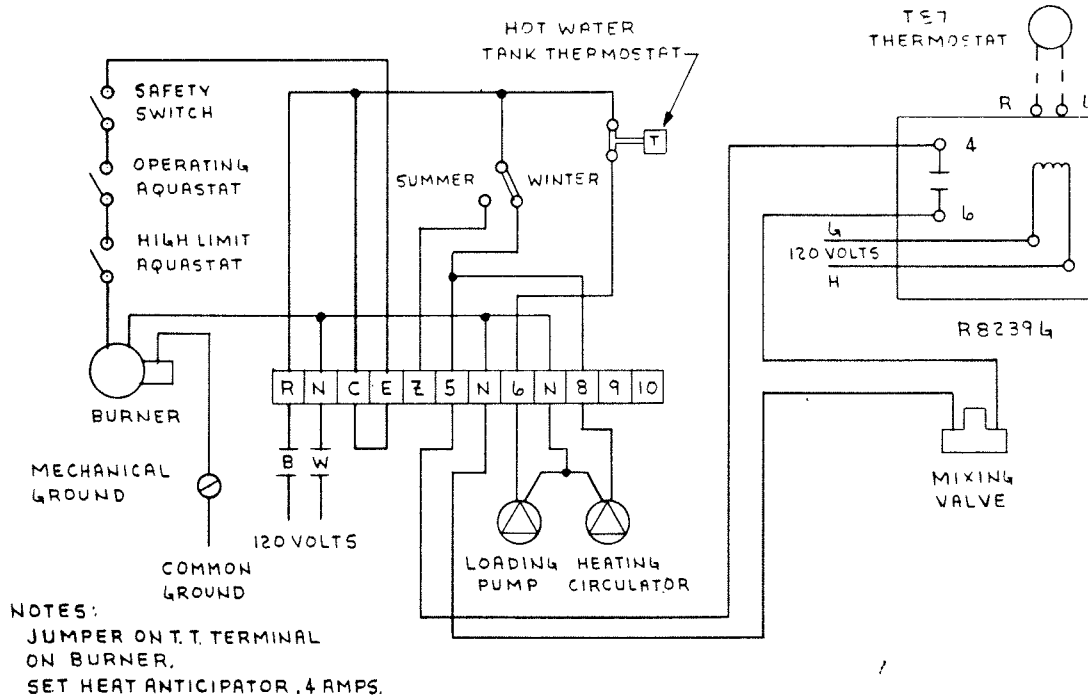 HOT WATER
TANK THERMOSTAT
TE7
THERMOSTAT
SAFETY
SWITCH
R
T
4
OPERATING
AQUASTAT
SUMMER
WINTER
6
HIGH LIMIT
AQUASTAT
G
120 VOLTS
H
R8239G
R N C E Z 5 N 6 N 8 9 10
BURNER
B W
MECHANICAL
GROUND
MIXING
VALVE
120 VOLTS
LOADING
PUMP
HEATING
CIRCULATOR
COMMON
GROUND
NOTES:
JUMPER ON T.T. TERMINAL
ON BURNER.
SET HEAT ANTICIPATOR .4 AMPS.